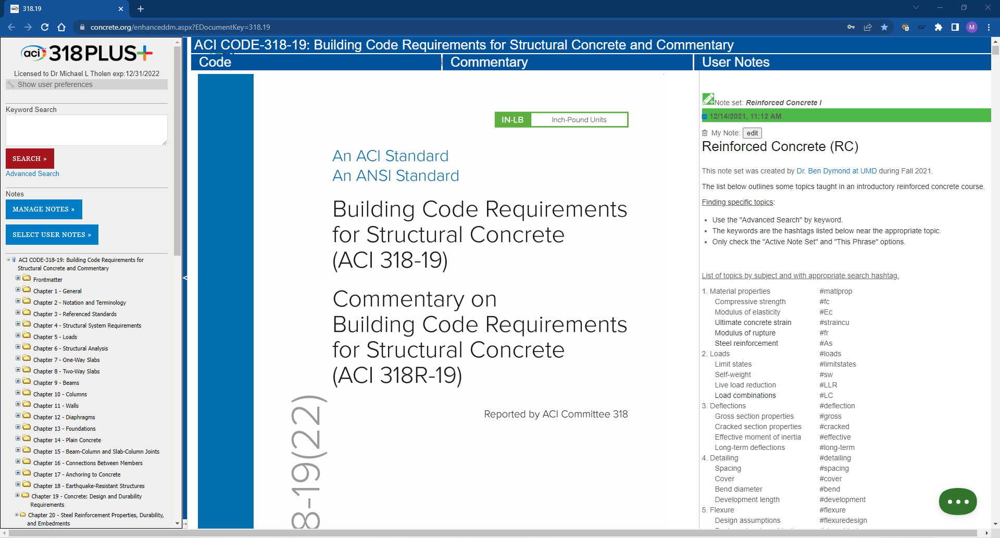 318.19
concrete.org/enhanceddm.aspx?EDocumentKey=318.19
M
aci 318 PLUS+
Licensed to Dr Michael L Tholen exp:12/31/2022
Show user preferences
Keyword Search
SEARCH »
Advanced Search
Notes
MANAGE NOTES »
SELECT USER NOTES »
ACI CODE-318-19: Building Code Requirements for
Structural Concrete and Commentary
Frontmatter
Chapter 1 - General
Chapter 2 - Notation and Terminology
Chapter 3 - Referenced Standards
Chapter 4 - Structural System Requirements
Chapter 5 - Loads
Chapter 6 - Structural Analysis
Chapter 7 - One-Way Slabs
Chapter 8 - Two-Way Slabs
Chapter 9 - Beams
Chapter 10 - Columns
Chapter 11 - Walls
Chapter 12 - Diaphragms
Chapter 13 - Foundations
Chapter 14 - Plain Concrete
Chapter 15 - Beam-Column and Slab-Column Joints
Chapter 16 - Connections Between Members
Chapter 17 - Anchoring to Concrete
Chapter 18 - Earthquake-Resistant Structures
Chapter 19 - Concrete: Design and Durability
Requirements
Chapter 20 - Steel Reinforcement Properties, Durability,
and Embedments
ACI CODE-318-19: Building Code Requirements for Structural Concrete and Commentary
Code
Commentary
User Notes
IN-LB Inch-Pound Units
An ACI Standard
An ANSI Standard
Building Code Requirements
for Structural Concrete
(ACI 318-19)
Commentary on
Building Code Requirements
for Structural Concrete
(ACI 318R-19)
Reported by ACI Committee 318
8-19(22)
Note set: Reinforced Concrete I
12/14/2021, 11:12 AM
My Note: edit
Reinforced Concrete (RC)
This note set was created by Dr. Ben Dymond at UMD during Fall 2021.
The list below outlines some topics taught in an introductory reinforced concrete course.
Finding specific topics:
• Use the "Advanced Search" by keyword.
• The keywords are the hashtags listed below near the appropriate topic.
• Only check the "Active Note Set" and "This Phrase" options.
List of topics by subject and with appropriate search hashtag.
1. Material properties #matlprop
Compressive strength #fc
Modulus of elasticity #Ec
Ultimate concrete strain #straincu
Modulus of rupture #fr
Steel reinforcement #As
2. Loads #loads
Limit states #limitstates
Self-weight #sw
Live load reduction #LLR
Load combinations #LC
3. Deflections #deflection
Gross section properties #gross
Cracked section properties #cracked
Effective moment of inertia #effective
Long-term deflections #long-term
4. Detailing #detailing
Spacing #spacing
Cover #cover
Bend diameter #bend
Development length #development
5. Flexure #flexure
Design assumptions #flexuredesign